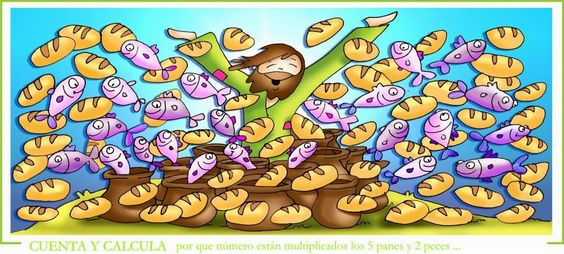 CUENTA Y CALCULA por que número están multiplicados los 5 panes y 2 peces ...